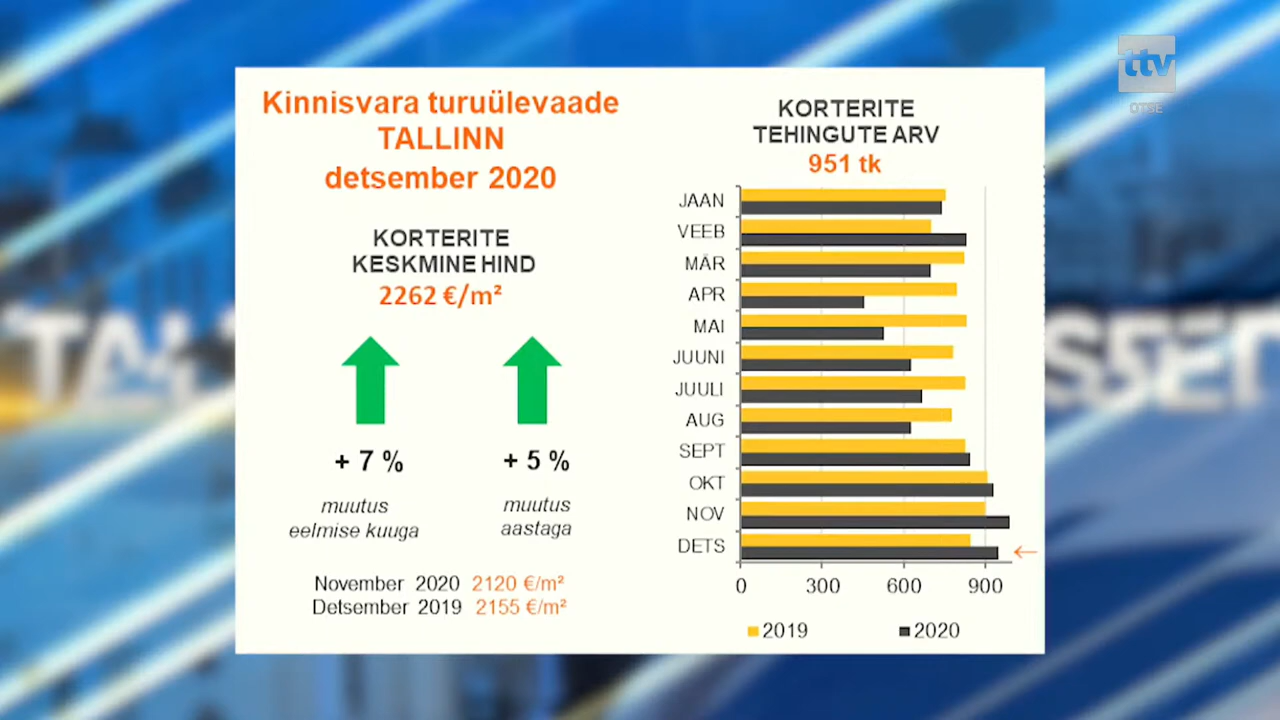 ttv
OTSE
Kinnisvara turuülevaade
TALLINN
detsember 2020
KORTERITE
KESKMINE HIND
2262 €/m²
+ 7 %
+ 5 %
muutus
eelmise kuuga
muutus
aastaga
November 2020 2120 €/m²
Detsember 2019 2155 €/m²
KORTERITE
TEHINGUTE ARV
951 tk
JAAN
VEEB
MÄR
APR
MAI
JUUNI
JUULI
AUG
SEPT
OKT
NOV
DETS
0 300 600 900
2019 2020